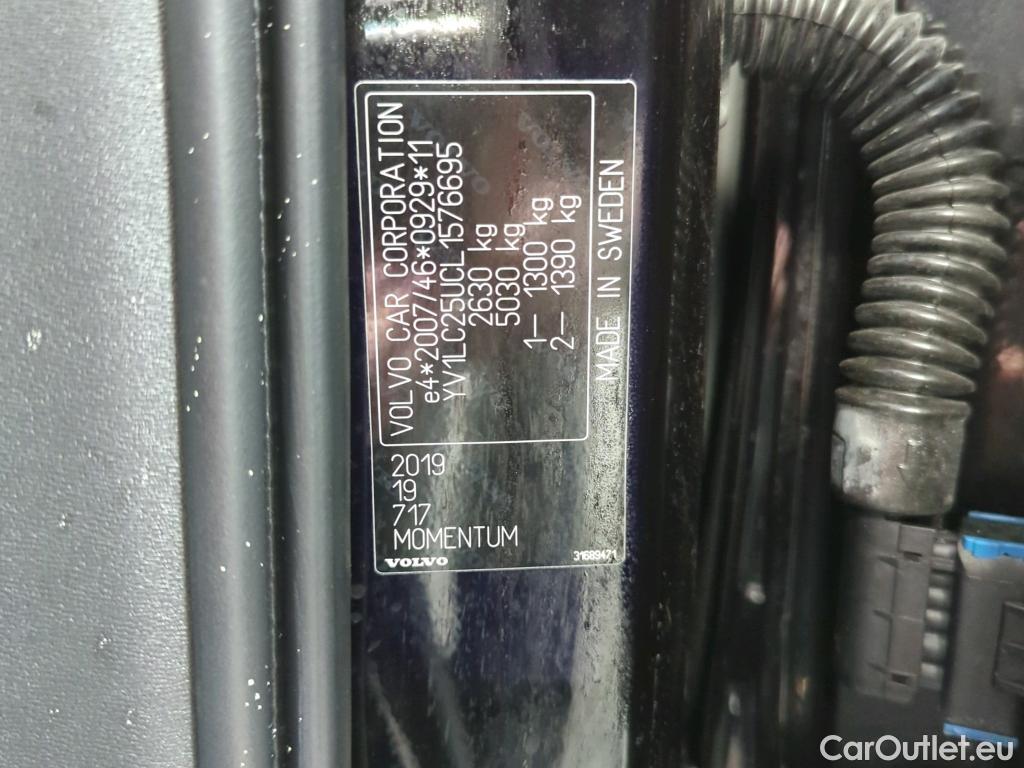 VOLVO CAR CORPORATION
e4*2007/46*0929*11
YV1LC25UCL1576695
2630 kg
5030 kg
1– 1300 kg
2– 1390 kg
MADE IN SWEDEN
2019
19
717
MOMENTUM
VOLVO
31689471
CarOutlet.eu